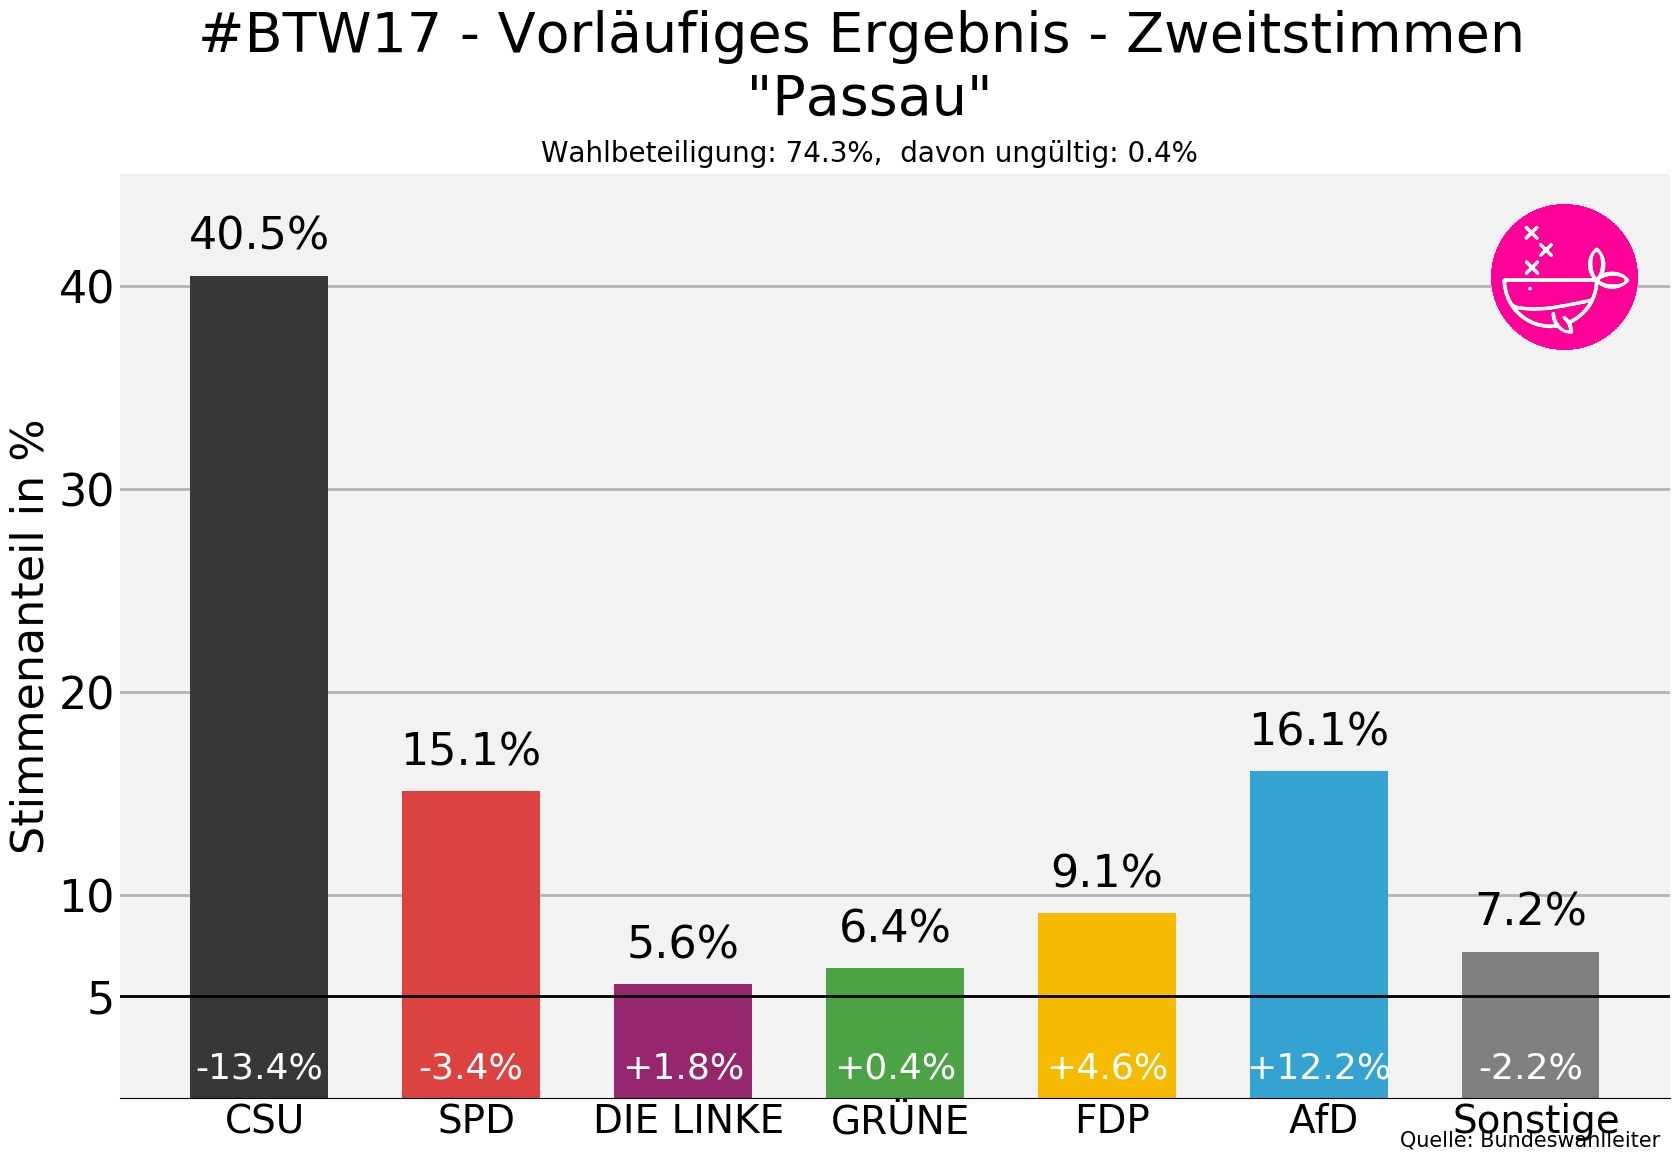 #BTW17 - Vorläufiges Ergebnis - Zweitstimmen
"Passau"
Wahlbeteiligung: 74.3%, davon ungültig: 0.4%
Stimmenanteil in %
40
30
20
10
5
40.5%
15.1%
5.6%
6.4%
9.1%
16.1%
7.2%
-13.4%
-3.4%
+1.8%
+0.4%
+4.6%
+12.2%
-2.2%
CSU
SPD
DIE LINKE
GRÜNE
FDP
AfD
Sonstige
Quelle: Bundeswahlleiter